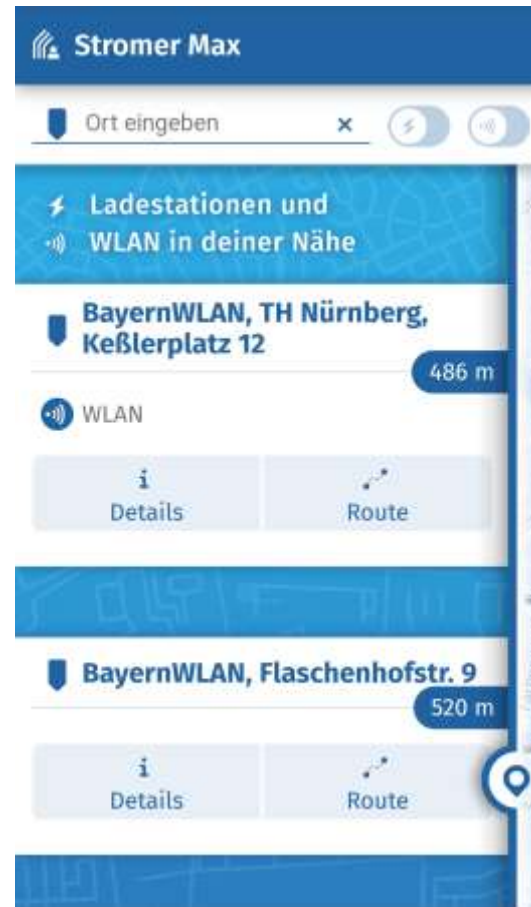 Stromer Max
Ort eingeben
Ladestationen und
WLAN in deiner Nähe
BayernWLAN, TH Nürnberg,
Keßlerplatz 12
486 m
WLAN
Details
Route
BayernWLAN, Flaschenhofstr. 9
520 m
Details
Route